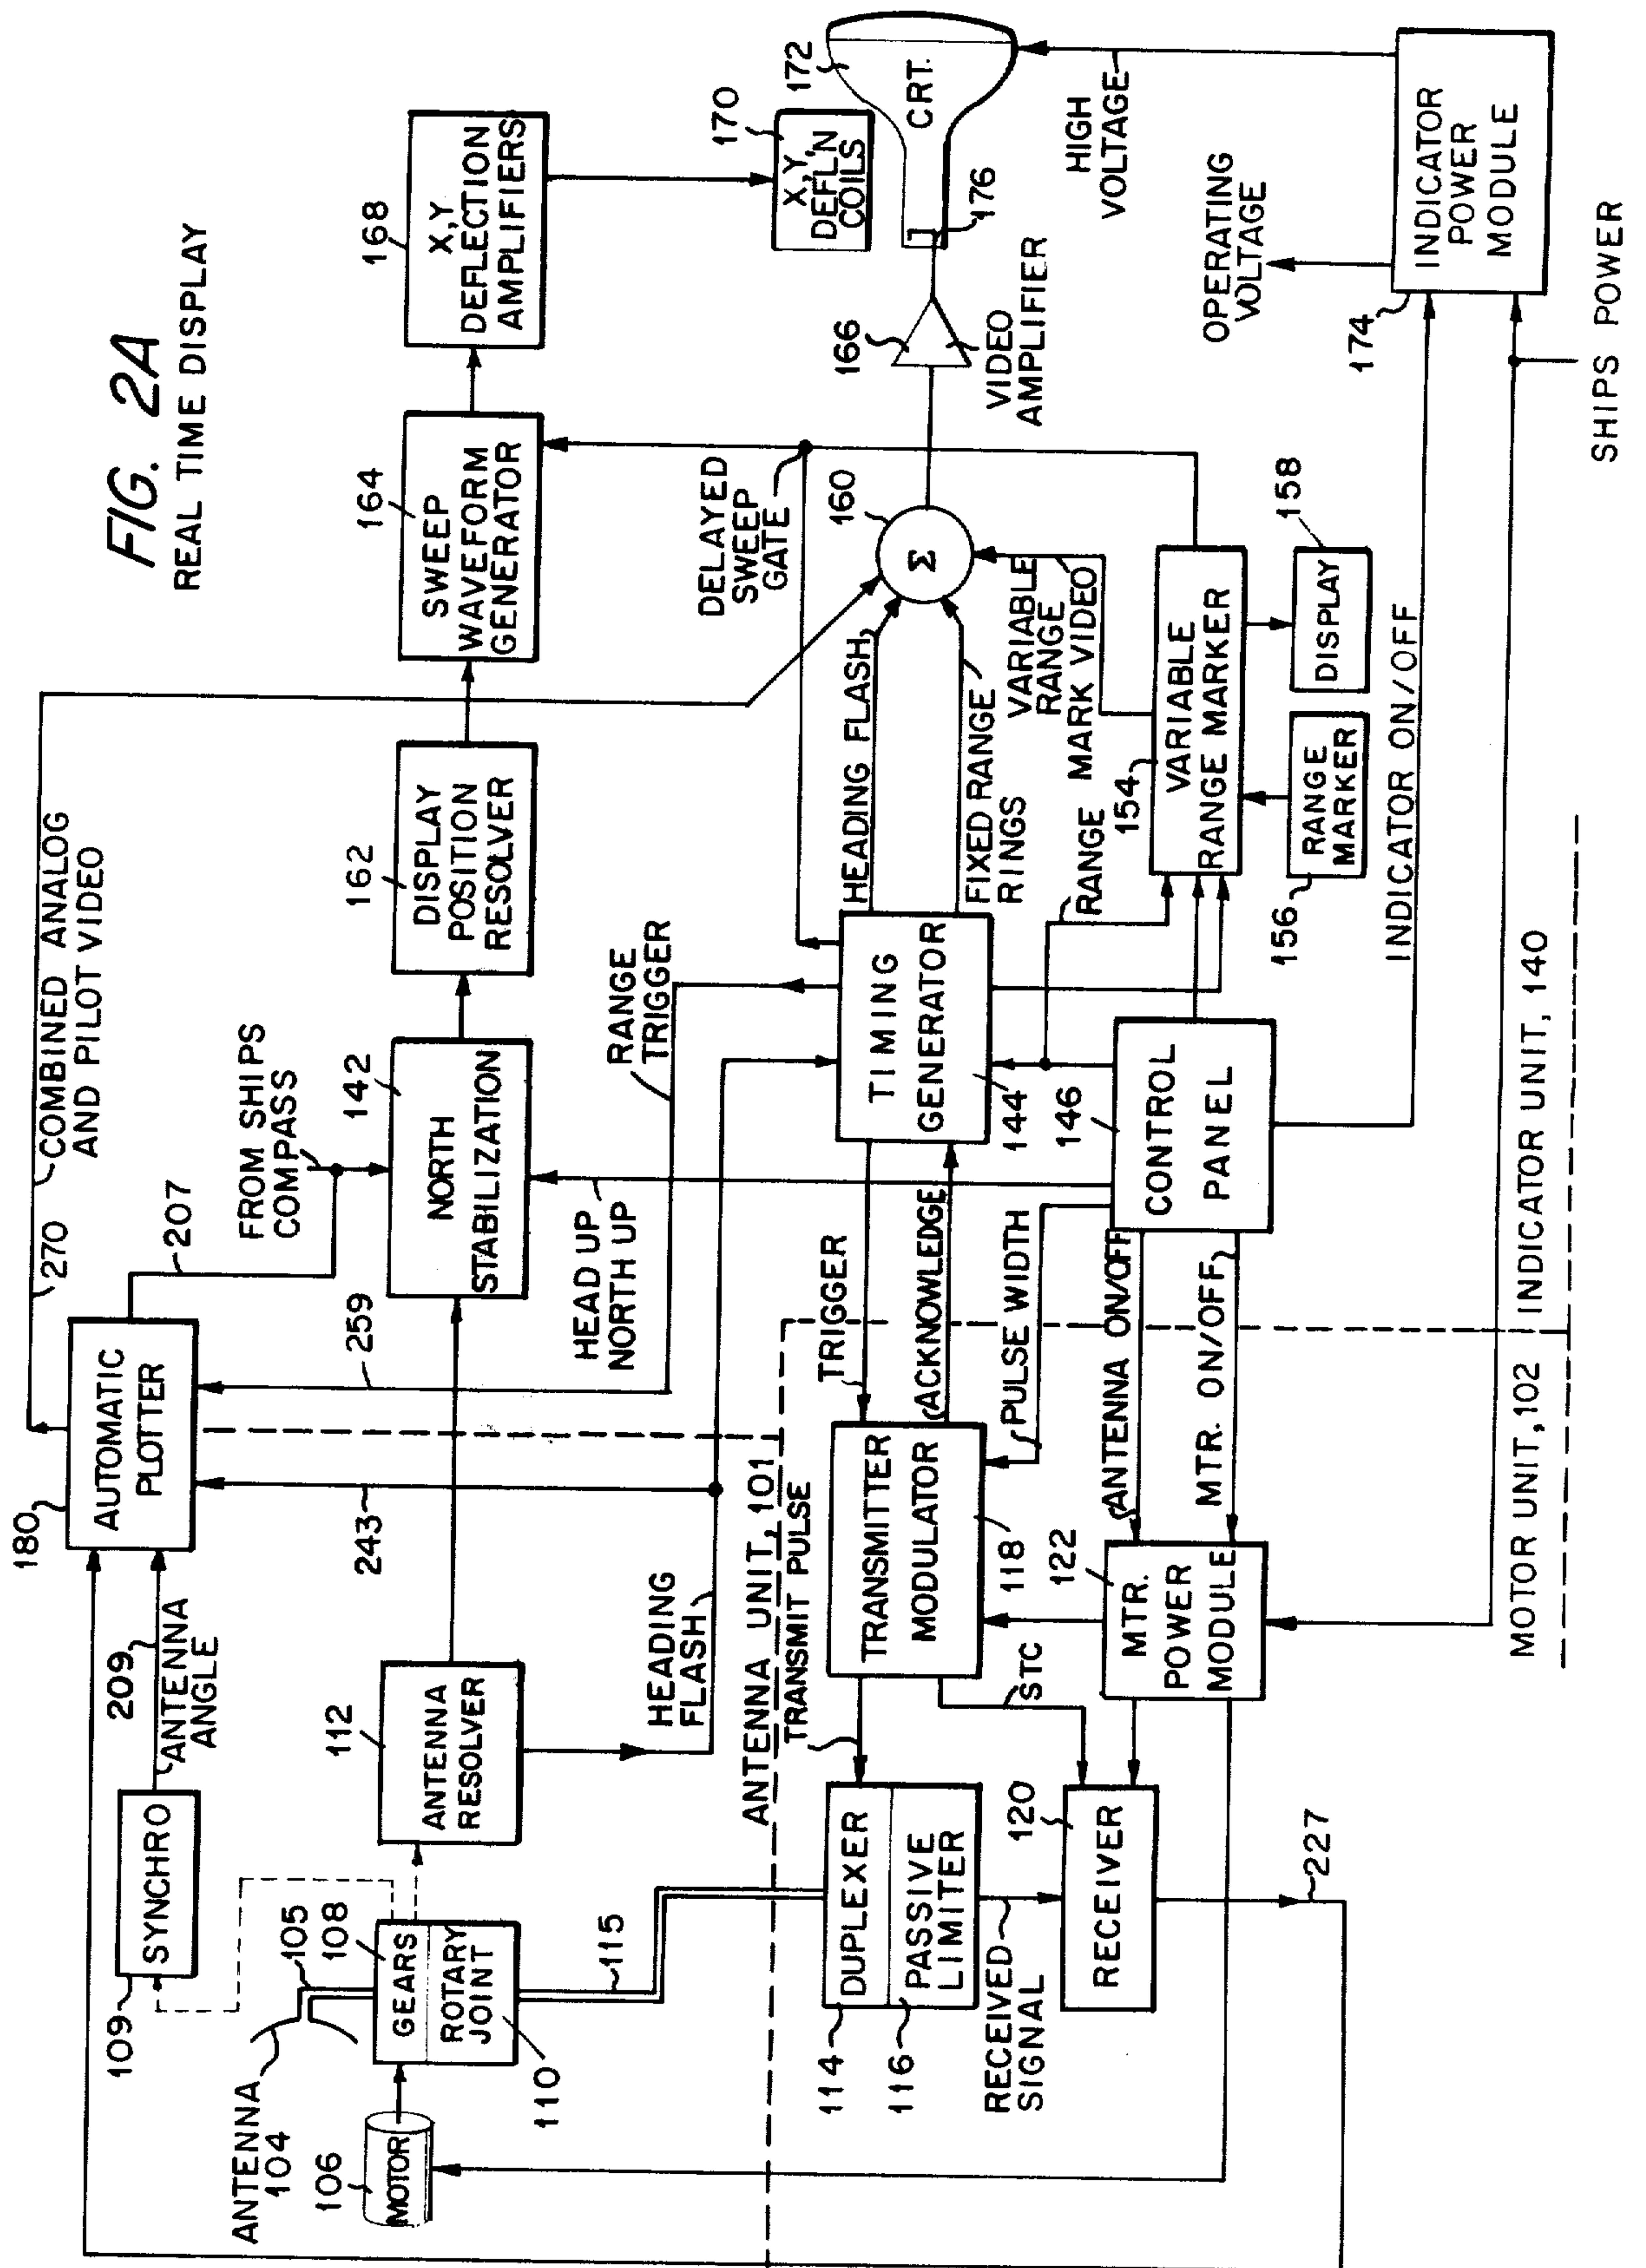 FIG. 2A
REAL TIME DISPLAY
180
AUTOMATIC
PLOTTER
270
COMBINED ANALOG
AND PILOT VIDEO
207
FROM SHIPS
COMPASS
259
243
209
ANTENNA
ANGLE
109
SYNCHRO
ANTENNA
104
105
108
106
MOTOR
GEARS
ROTARY
JOINT
110
115
112
ANTENNA
RESOLVER
HEADING
FLASH
142
NORTH
STABILIZATION
HEAD UP
NORTH UP
162
DISPLAY
POSITION
RESOLVER
164
SWEEP
WAVEFORM
GENERATOR
168
X,Y
DEFLECTION
AMPLIFIERS
170
X,Y,
DEFL'N
COILS
172
CRT.
176
RANGE
TRIGGER
DELAYED
SWEEP
GATE
ANTENNA UNIT, 101
TRANSMIT PULSE
DUPLEXER
114
PASSIVE
LIMITER
116
RECEIVED
SIGNAL
120
RECEIVER
227
TRANSMITTER
MODULATOR
118
STC
TRIGGER
ACKNOWLEDGE
PULSE WIDTH
TIMING
GENERATOR
144
HEADING FLASH
FIXED RANGE
RINGS
160
Σ
166
VIDEO
AMPLIFIER
VARIABLE
RANGE
MARK VIDEO
RANGE
146
CONTROL
PANEL
ANTENNA ON/OFF
MTR. ON/OFF
122
MTR.
POWER
MODULE
154
VARIABLE
RANGE MARKER
156
RANGE
MARKER
158
DISPLAY
INDICATOR ON/OFF
HIGH
VOLTAGE
OPERATING
VOLTAGE
174
INDICATOR
POWER
MODULE
SHIPS POWER
MOTOR UNIT, 102
INDICATOR UNIT, 140